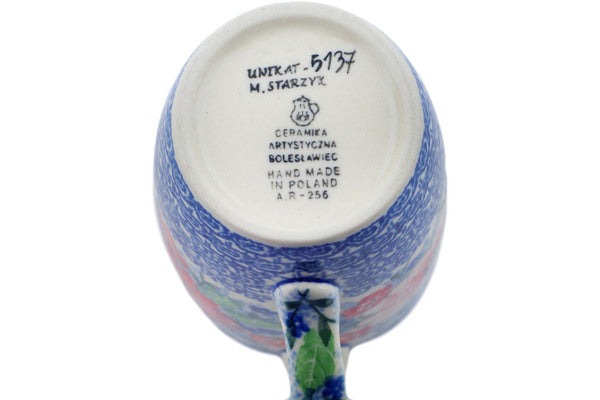 UNIKAT-5137
M. STARZYK
CERAMIKA
ARTYSTYCZNA
BOLESŁAWIEC
HAND MADE
IN POLAND
A.R-256